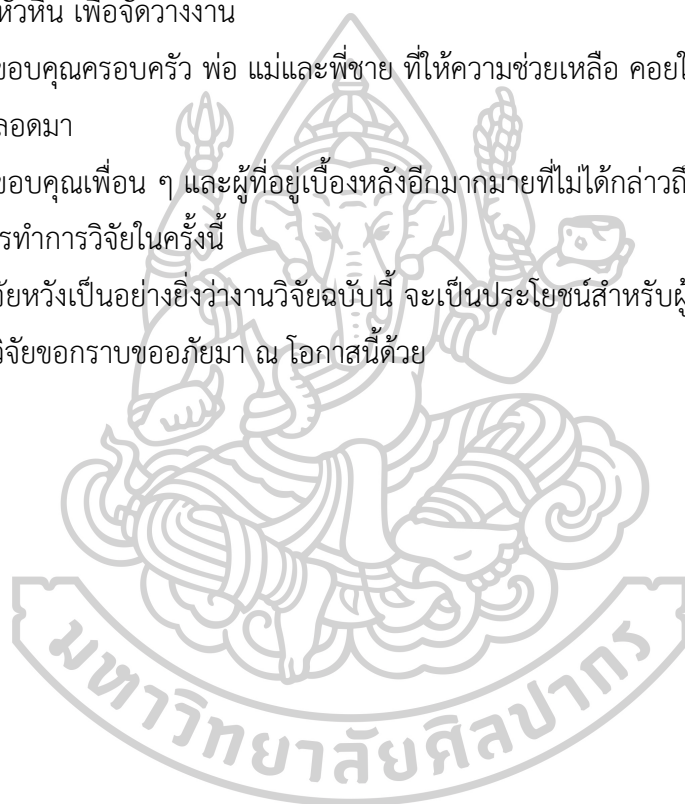 หัวหิน เพื่อจัดวางงาน
ขอบคุณครอบครัว พ่อ แม่และพี่ชาย ที่ให้ความช่วยเหลือ คอยใ
ลอดมา
ขอบคุณเพื่อน ๆ และผู้ที่อยู่เบื้องหลังอีกมากมายที่ไม่ได้กล่าวถึ
รทำการวิจัยในครั้งนี้
จัยหวังเป็นอย่างยิ่งว่างานวิจัยฉบับนี้ จะเป็นประโยชน์สำหรับผู้
วิจัยขอกราบขออภัยมา ณ โอกาสนี้ด้วย
มหาวิทยาลัยศิลปากร